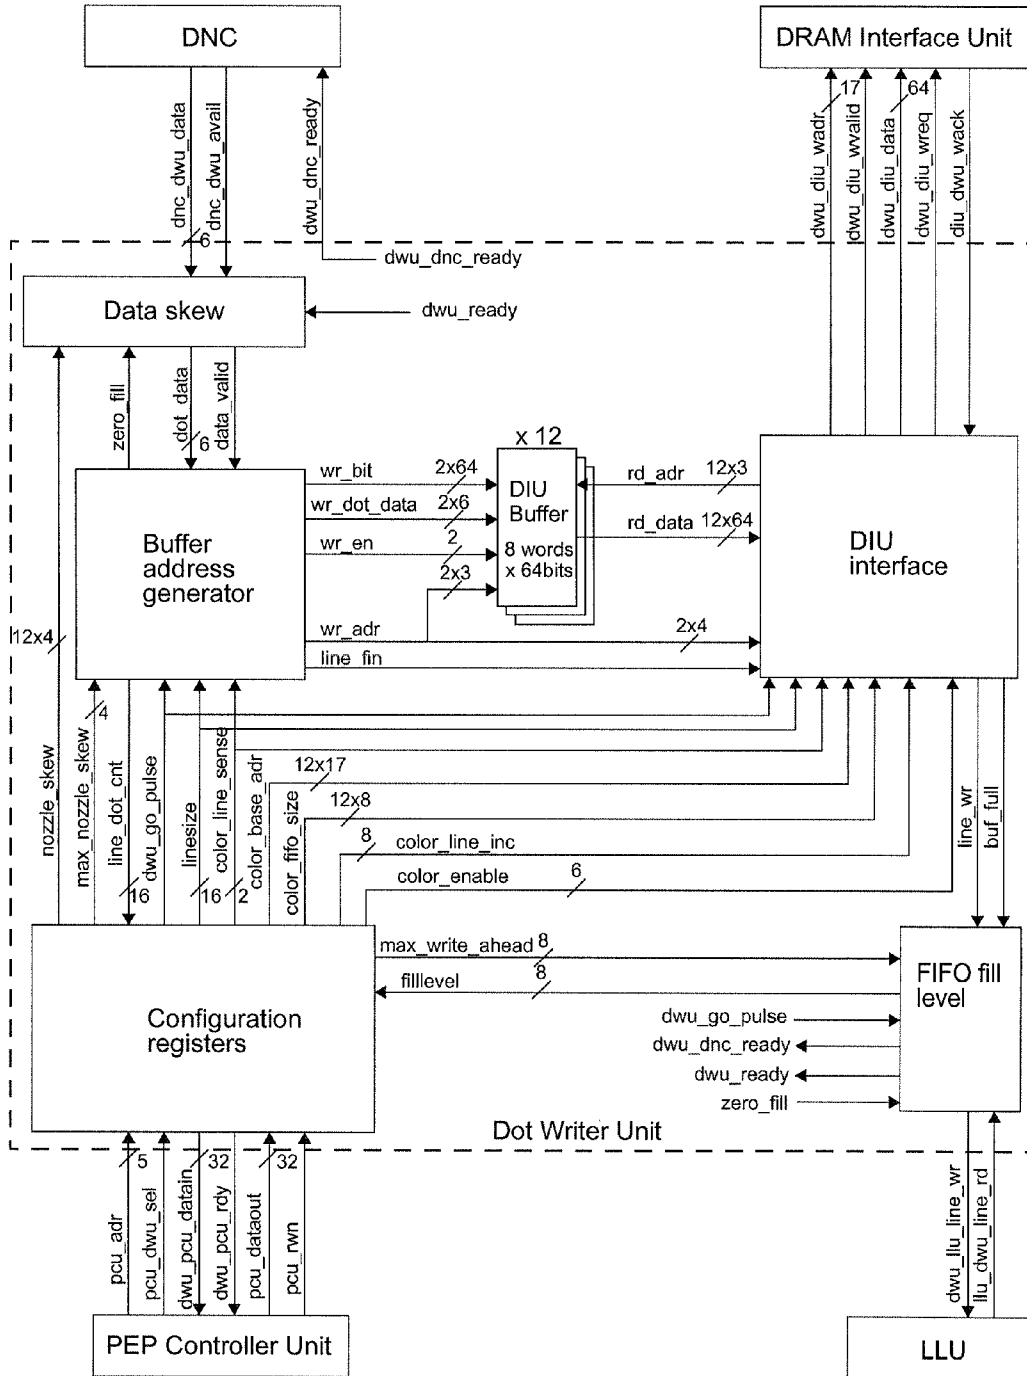 DNC
DRAM Interface Unit
dnc_dwu_data
dnc_dwu_avail
dwu_dnc_ready
6
dwu_diu_wadr
17
dwu_diu_wvalid
dwu_diu_data
64
dwu_diu_wreq
diu_dwu_wack
dwu_dnc_ready
Data skew
dwu_ready
zero_fill
dot_data
6
data_valid
x 12
wr_bit
2x64
DIU
Buffer
8 words
x 64bits
rd_adr
12x3
wr_dot_data
2x6
rd_data
12x64
wr_en
2
2x3
Buffer
address
generator
DIU
interface
12x4
wr_adr
2x4
line_fin
nozzle_skew
4
max_nozzle_skew
line_dot_cnt
16
dwu_go_pulse
linesize
16
color_line_sense
2
color_base_adr
12x17
color_fifo_size
12x8
8
color_line_inc
color_enable
6
line_wr
buf_full
Configuration
registers
max_write_ahead
8
filllevel
8
FIFO fill
level
dwu_go_pulse
dwu_dnc_ready
dwu_ready
zero_fill
Dot Writer Unit
pcu_adr
5
pcu_dwu_sel
dwu_pcu_datain
32
dwu_pcu_rdy
pcu_dataout
32
pcu_rwn
dwu_llu_line_wr
llu_dwu_line_rd
PEP Controller Unit
LLU